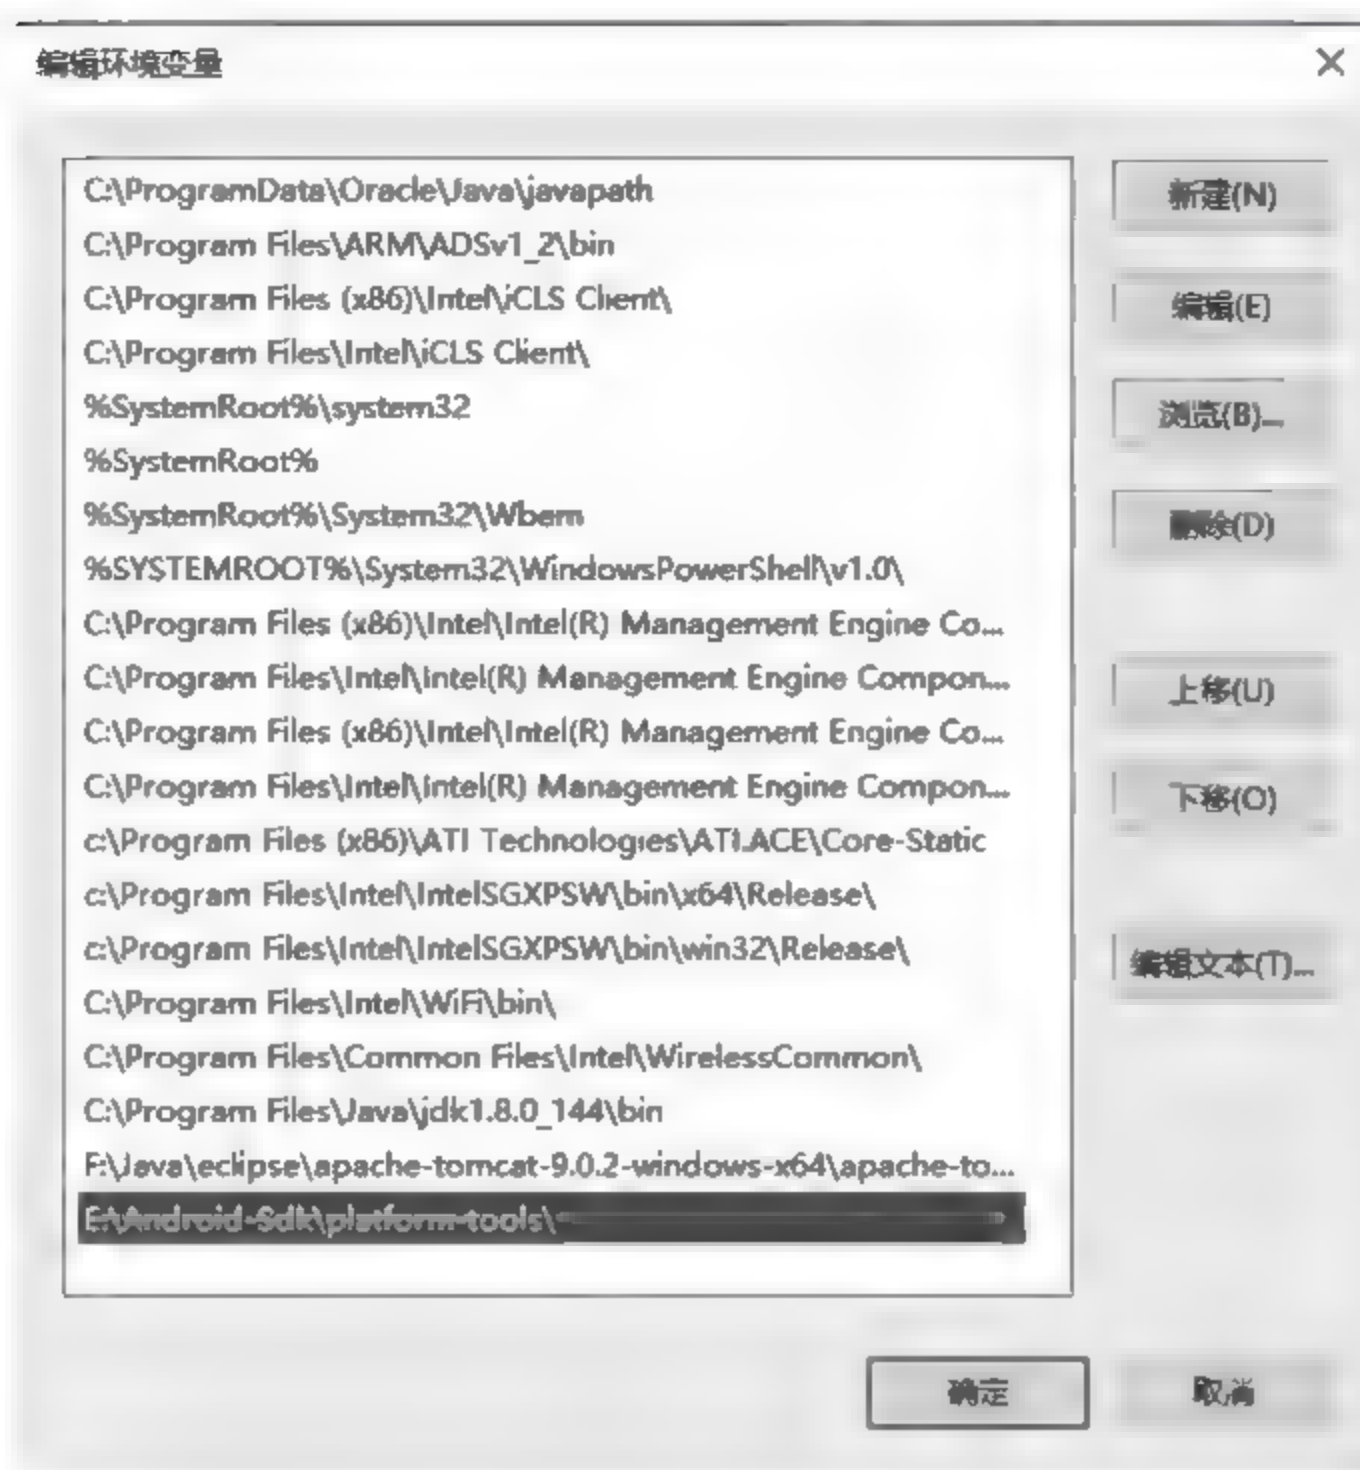 编辑环境变量
C:\ProgramData\Oracle\Java\javapath
C:\Program Files\ARM\ADSv1_2\bin
C:\Program Files (x86)\Intel\iCLS Client\
C:\Program Files\Intel\iCLS Client\
%SystemRoot%\system32
%SystemRoot%
%SystemRoot%\System32\Wbem
%SYSTEMROOT%\System32\WindowsPowerShell\v1.0\
C:\Program Files (x86)\Intel\Intel(R) Management Engine Co...
C:\Program Files\Intel\Intel(R) Management Engine Compon...
C:\Program Files (x86)\Intel\Intel(R) Management Engine Co...
C:\Program Files\Intel\Intel(R) Management Engine Compon...
c:\Program Files (x86)\ATI Technologies\ATI.ACE\Core-Static
c:\Program Files\Intel\IntelSGXPSW\bin\x64\Release\
c:\Program Files\Intel\IntelSGXPSW\bin\win32\Release\
C:\Program Files\Intel\WiFi\bin\
C:\Program Files\Common Files\Intel\WirelessCommon\
C:\Program Files\Java\jdk1.8.0_144\bin
F:\Java\eclipse\apache-tomcat-9.0.2-windows-x64\apache-to...
E:\Android-Sdk\platform-tools\
新建(N)
编辑(E)
浏览(B)...
删除(D)
上移(U)
下移(O)
编辑文本(T)...
确定
取消